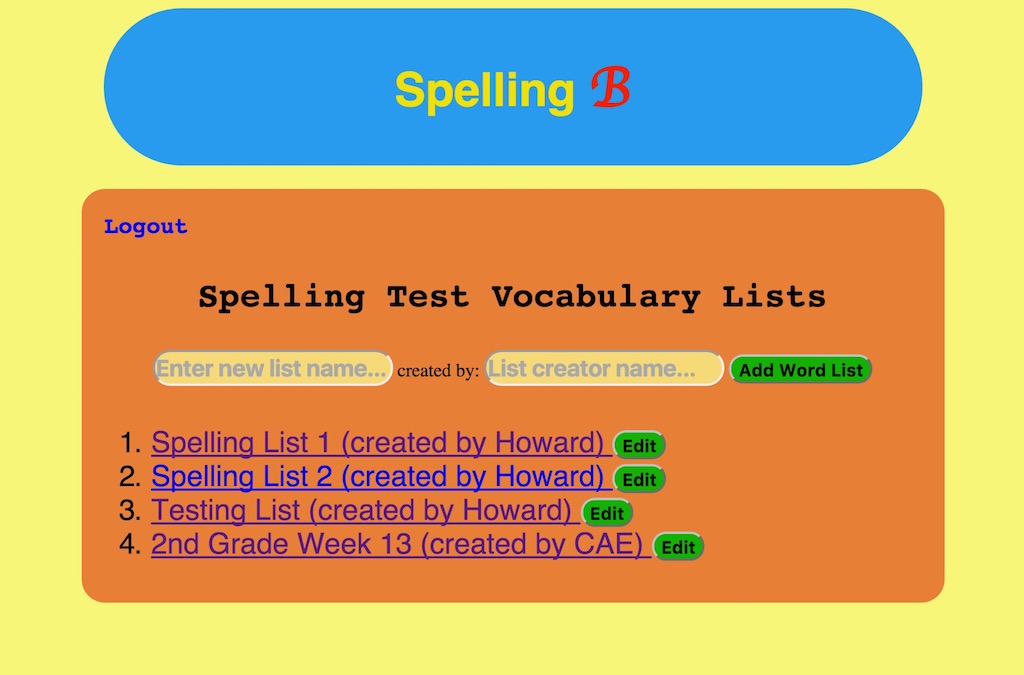 Spelling ℬ
Logout
Spelling Test Vocabulary Lists
Enter new list name... created by: List creator name... Add Word List
1. Spelling List 1 (created by Howard) Edit
2. Spelling List 2 (created by Howard) Edit
3. Testing List (created by Howard) Edit
4. 2nd Grade Week 13 (created by CAE) Edit